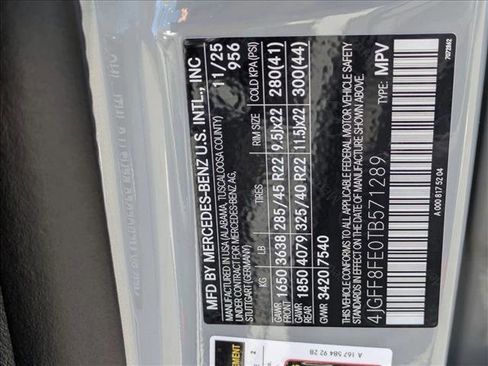 MFD BY MERCEDES-BENZ U.S. INTL., INC
MANUFACTURED IN USA (ALABAMA, TUSCALOOSA COUNTY) 11/25
UNDER CONTRACT FOR MERCEDES-BENZ AG, 956
STUTTGART (GERMANY)
KG LB TIRES RIM SIZE COLD KPA (PSI)
GAWR FRONT 1650 3638 285/45 R22 9.5Jx22 280(41)
GAWR REAR 1850 4079 325/40 R22 11.5Jx22 300(44)
GVWR 3420 7540
THIS VEHICLE CONFORMS TO ALL APPLICABLE FEDERAL MOTOR VEHICLE SAFETY
STANDARDS IN EFFECT ON THE DATE OF MANUFACTURE SHOWN ABOVE.
4JGFF8FE0TB571289 TYPE: MPV
A 000 817 52 04
A 167 584 92 28